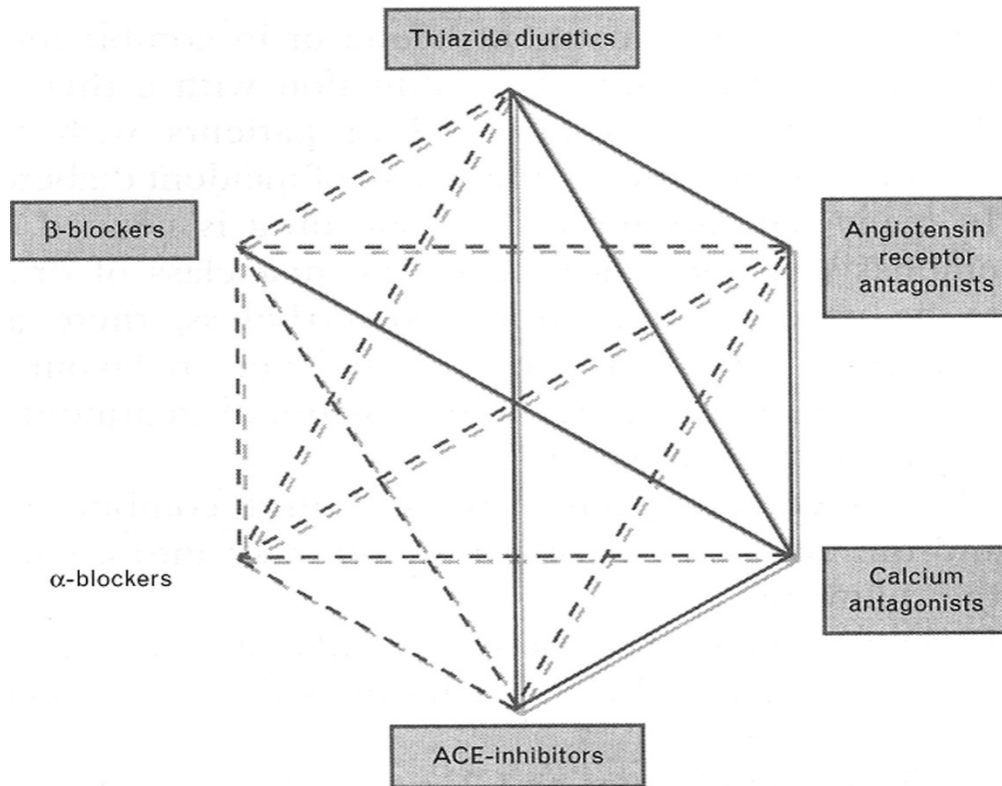 Thiazide diuretics
β-blockers
Angiotensin
receptor
antagonists
α-blockers
Calcium
antagonists
ACE-inhibitors